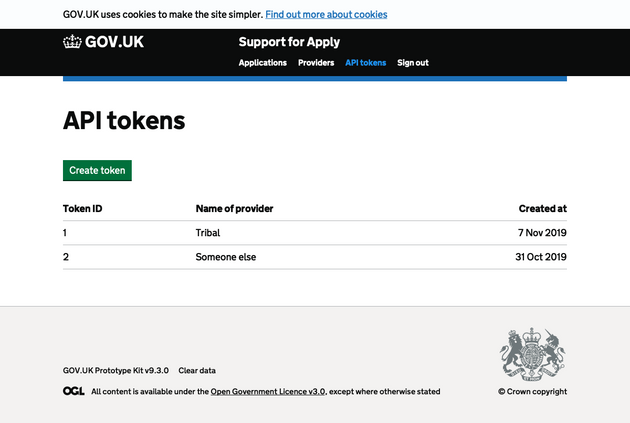 GOV.UK uses cookies to make the site simpler. Find out more about cookies
GOV.UK
Support for Apply
Applications Providers API tokens Sign out
API tokens
Create token
Token ID Name of provider Created at
1 Tribal 7 Nov 2019
2 Someone else 31 Oct 2019
GOV.UK Prototype Kit v9.3.0 Clear data
OGL All content is available under the Open Government Licence v3.0, except where otherwise stated
© Crown copyright